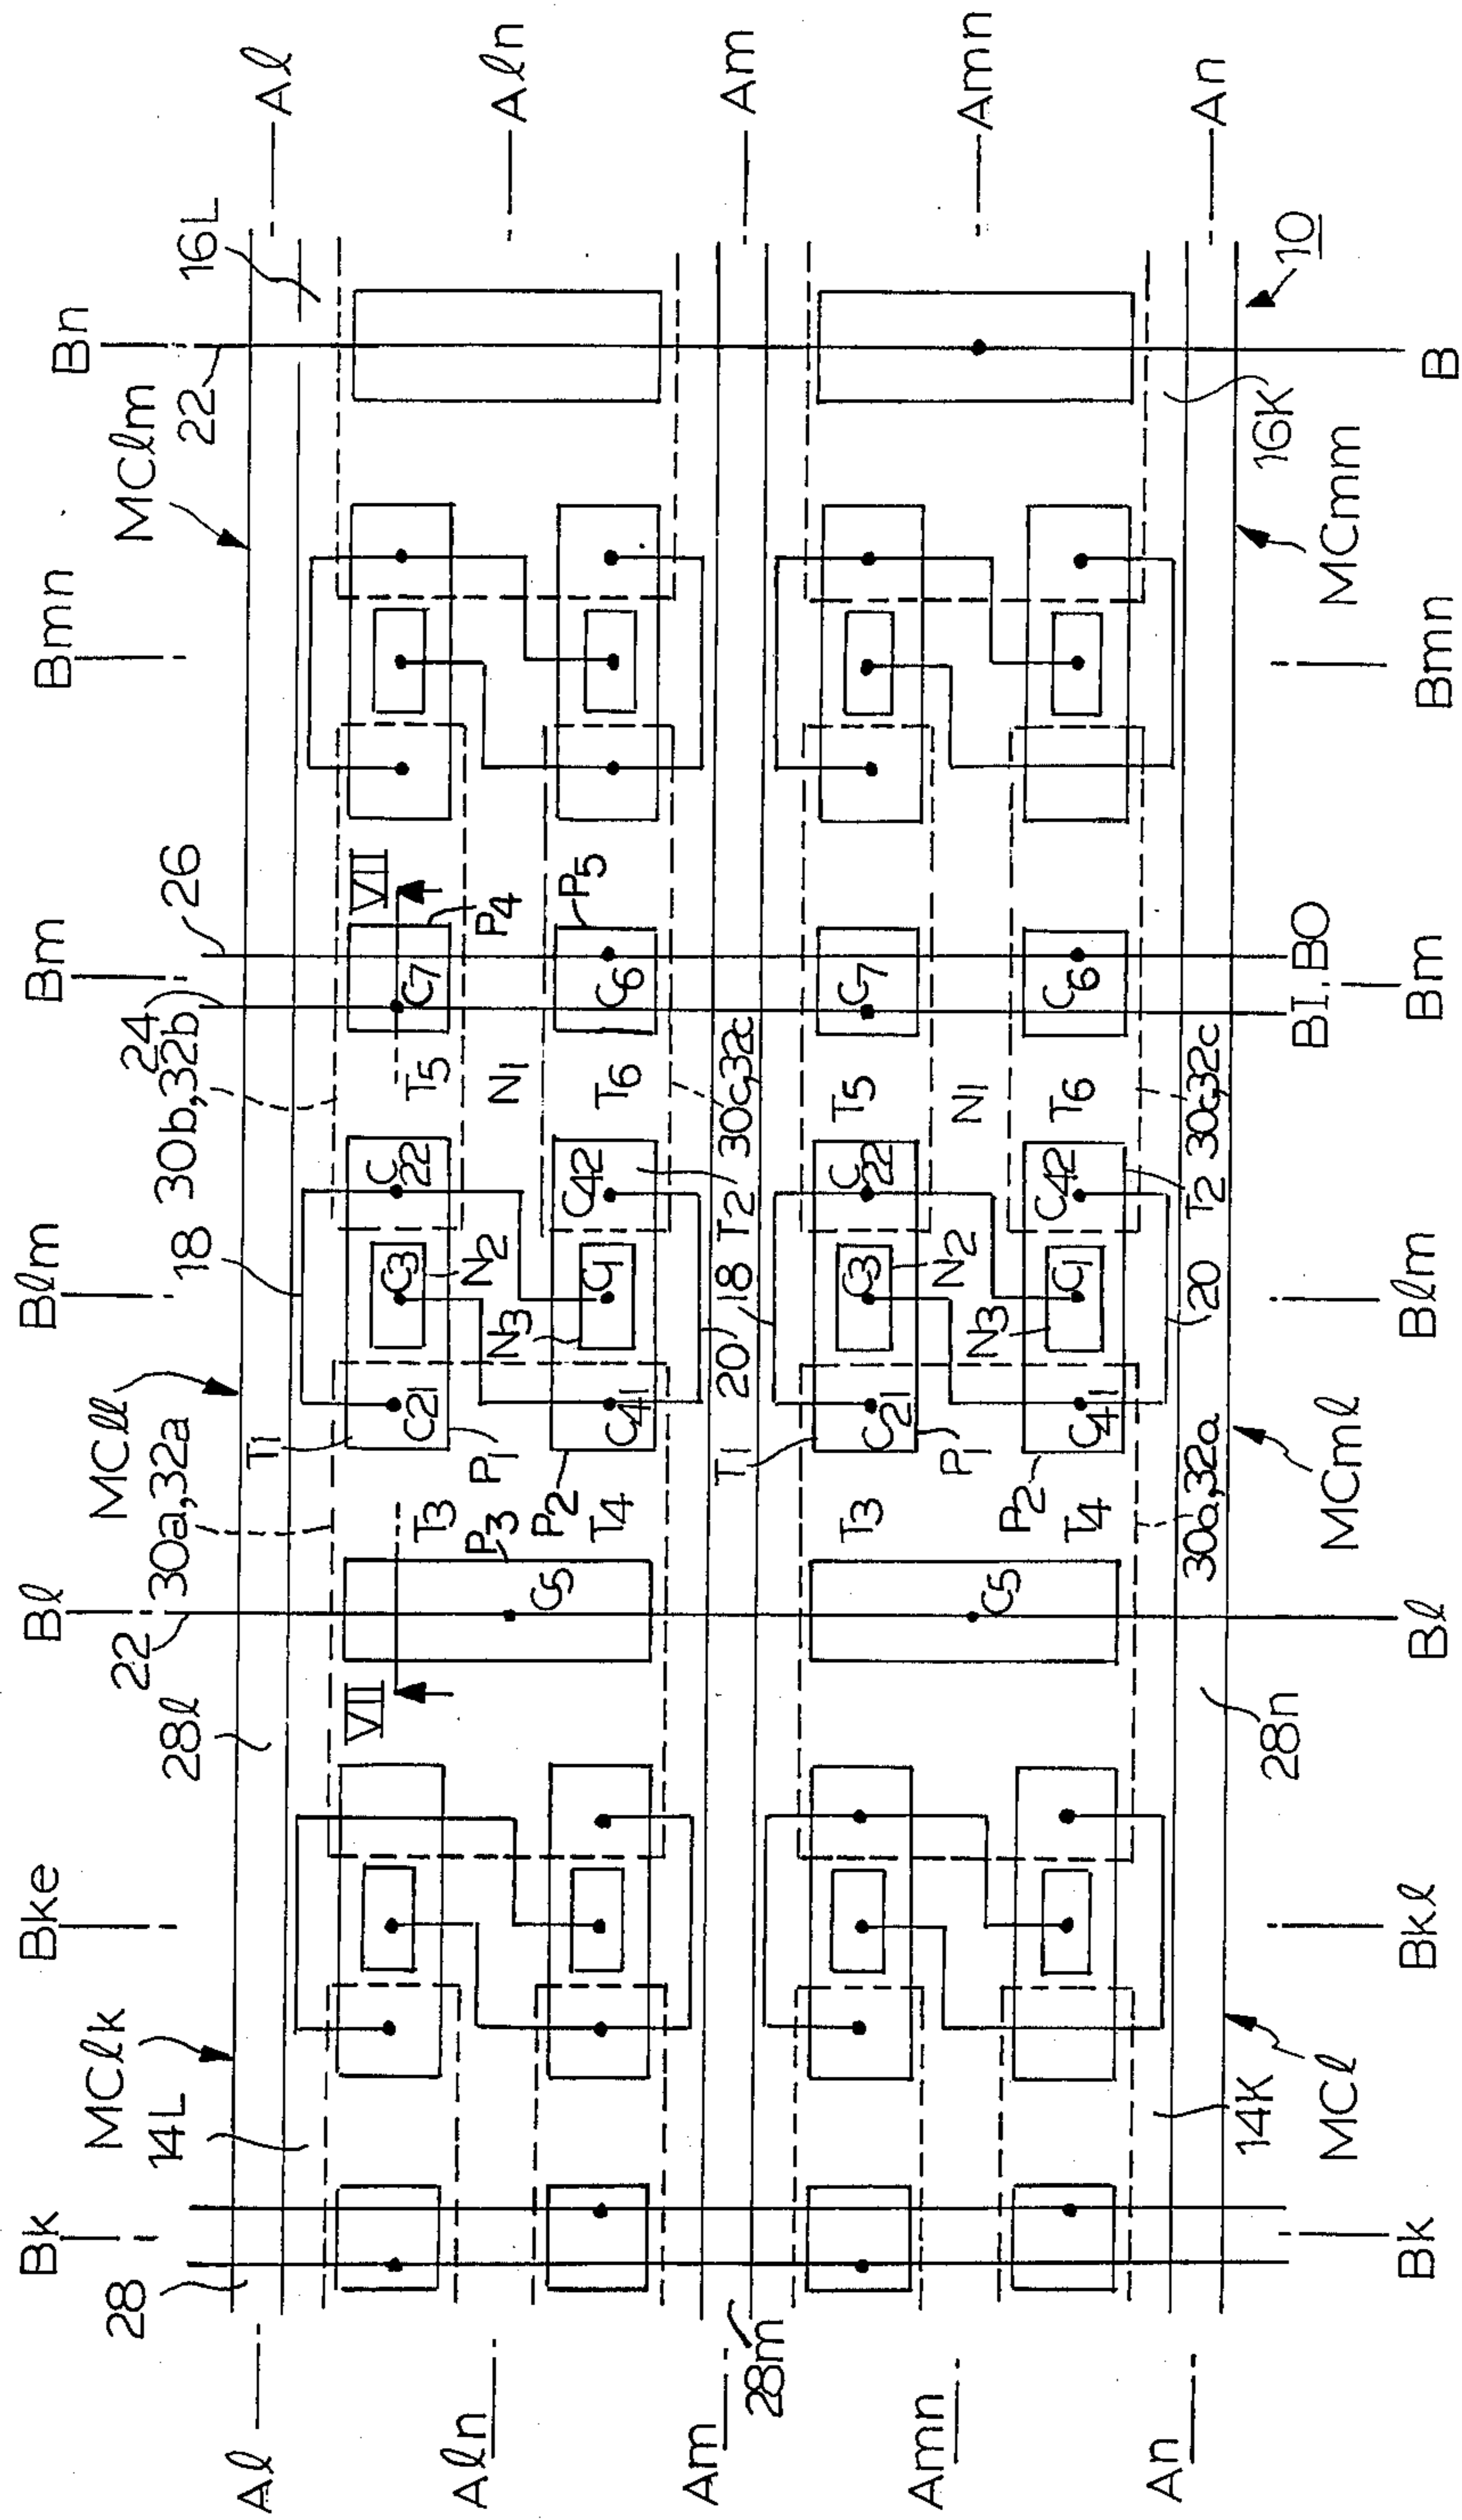 Bk Bke Bℓ Bℓm Bm Bmn Bn
28 MCℓk 22 MCℓℓ 18 24 26 MCℓm 22
14L 28ℓ 30a,32a 30b,32b 16L
Aℓ Aℓ
VII T1 C21 C3 C22 T5 C7 VII
T3 P1 N2 P4
Aℓn P3 N3 N1 Aℓn
C5 P2 T4 C41 C1 C42 T6 C6 P5
Am 28m 20 18 T2 30c,32c Am
T1 C21 C3 C22 T5 C7
T3 P1 N2
Amn C5 N3 N1 Amn
P2 T4 C41 C1 C42 T6 C6
An 28n 30a,32a 20 T2 30c,32c An
14K 16K 10
MCℓ MCmℓ BI, BO MCmm
Bk Bkℓ Bℓ Bℓm Bm Bmn B